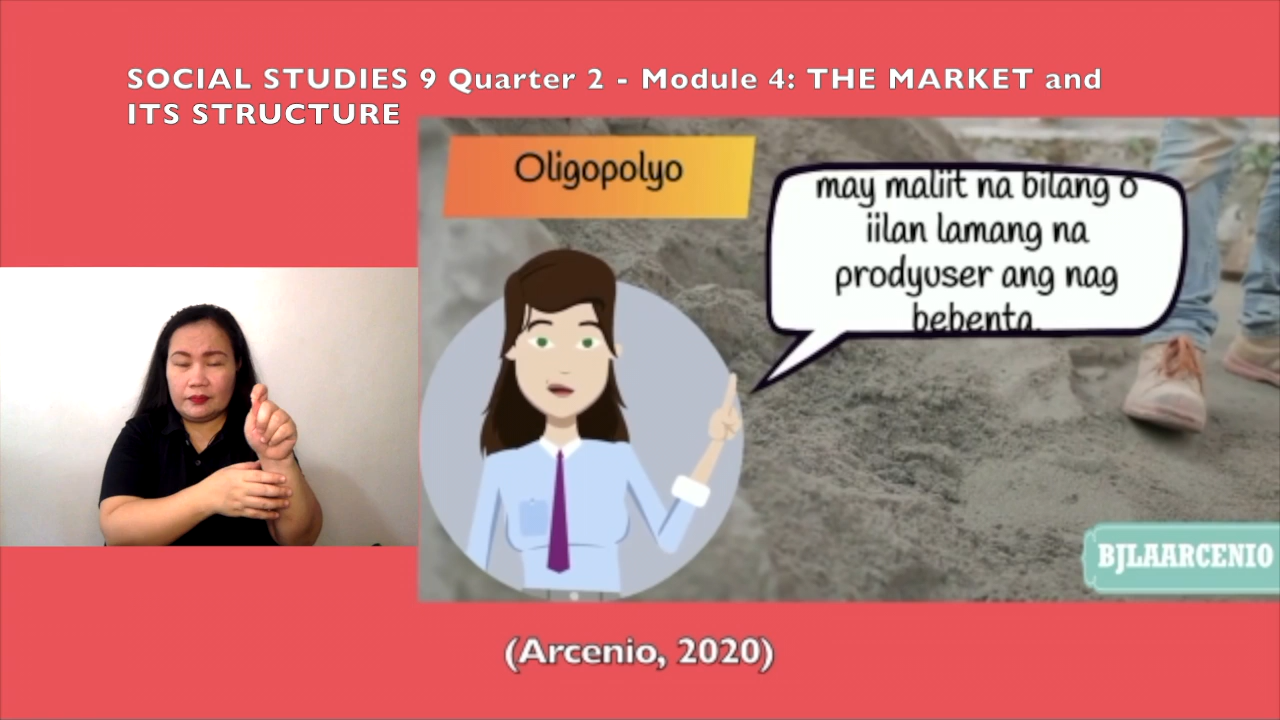 SOCIAL STUDIES 9 Quarter 2 - Module 4: THE MARKET and
ITS STRUCTURE
Oligopolyo
may maliit na bilang o
iilan lamang na
prodyuser ang nag
bebenta.
BJLAARCENIO
(Arcenio, 2020)